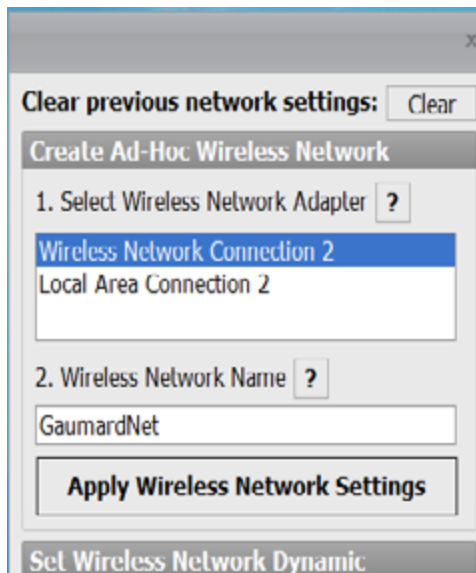 x
Clear previous network settings: Clear
Create Ad-Hoc Wireless Network
1. Select Wireless Network Adapter ?
Wireless Network Connection 2
Local Area Connection 2
2. Wireless Network Name ?
GaumardNet
Apply Wireless Network Settings
Set Wireless Network Dynamic